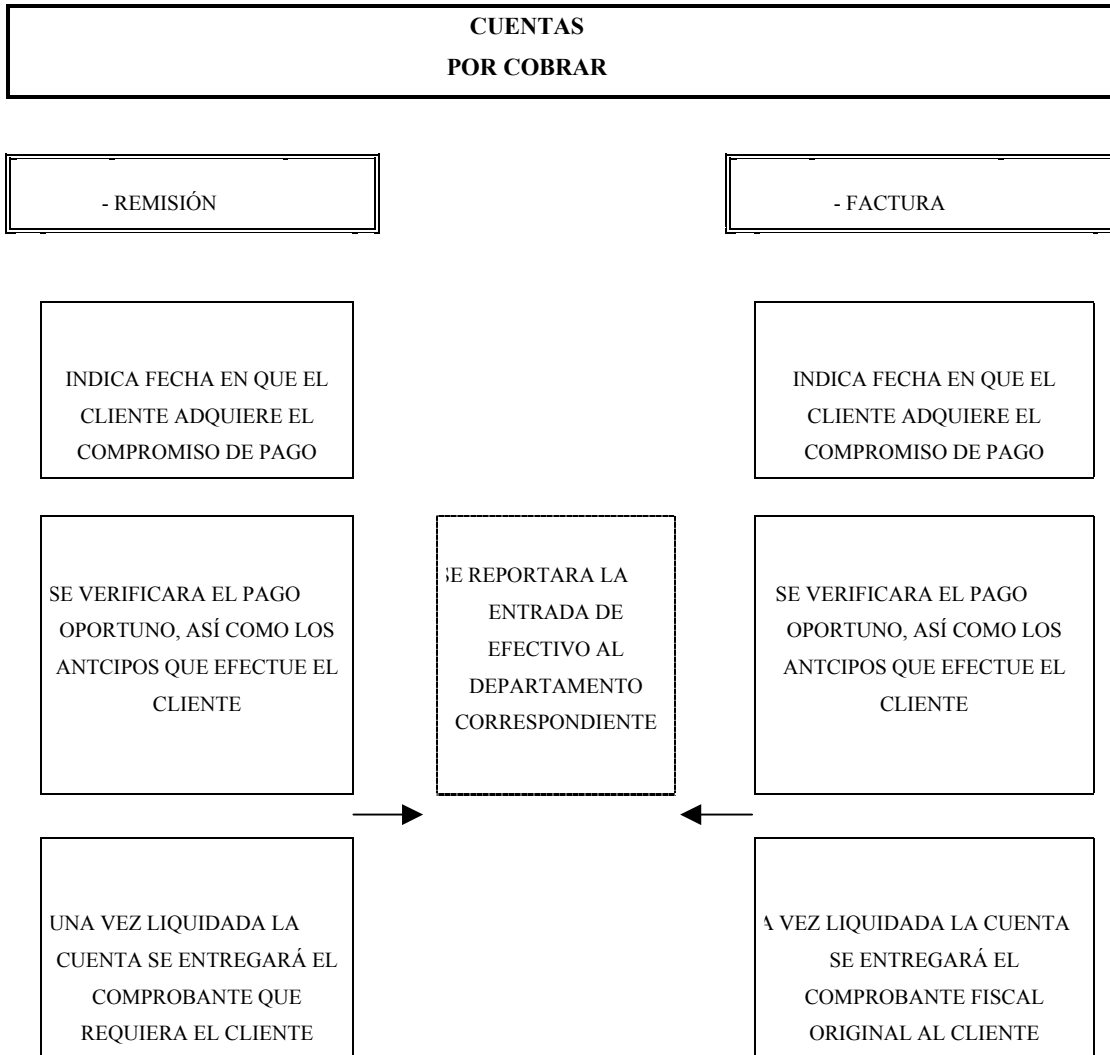 CUENTAS
POR COBRAR
- REMISIÓN
- FACTURA
INDICA FECHA EN QUE EL
CLIENTE ADQUIERE EL
COMPROMISO DE PAGO
INDICA FECHA EN QUE EL
CLIENTE ADQUIERE EL
COMPROMISO DE PAGO
SE VERIFICARA EL PAGO
OPORTUNO, ASÍ COMO LOS
ANTCIPOS QUE EFECTUE EL
CLIENTE
E REPORTARA LA
ENTRADA DE
EFECTIVO AL
DEPARTAMENTO
CORRESPONDIENTE
SE VERIFICARA EL PAGO
OPORTUNO, ASÍ COMO LOS
ANTCIPOS QUE EFECTUE EL
CLIENTE
UNA VEZ LIQUIDADA LA
CUENTA SE ENTREGARÁ EL
COMPROBANTE QUE
REQUIERA EL CLIENTE
A VEZ LIQUIDADA LA CUENTA
SE ENTREGARÁ EL
COMPROBANTE FISCAL
ORIGINAL AL CLIENTE